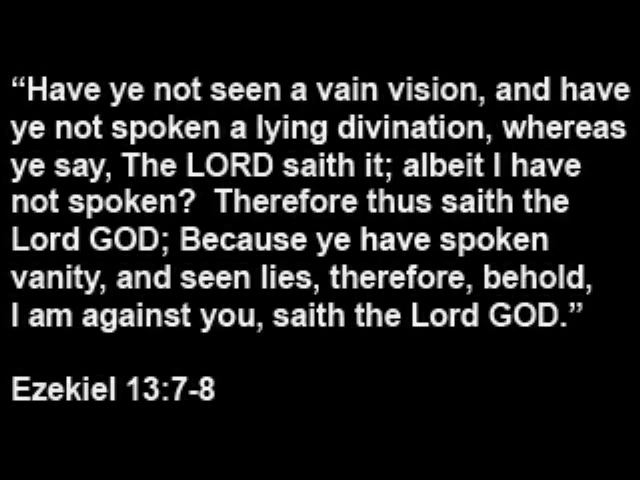 “Have ye not seen a vain vision, and have
ye not spoken a lying divination, whereas
ye say, The LORD saith it; albeit I have
not spoken?  Therefore thus saith the
Lord GOD; Because ye have spoken
vanity, and seen lies, therefore, behold,
I am against you, saith the Lord GOD.”
Ezekiel 13:7-8